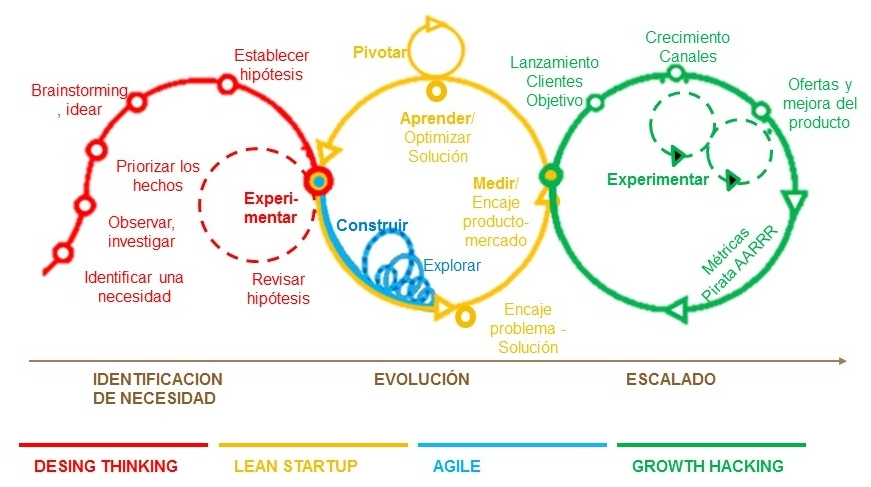 Establecer
hipótesis
Brainstorming
, idear
Priorizar los
hechos
Observar,
investigar
Identificar una
necesidad
Experi-
mentar
Revisar
hipótesis
Pivotar
Aprender/
Optimizar
Solución
Medir/
Encaje
producto-
mercado
Construir
Explorar
Encaje
problema -
Solución
Lanzamiento
Clientes
Objetivo
Crecimiento
Canales
Ofertas y
mejora del
producto
Experimentar
Métricas
Pirata AARRR
IDENTIFICACION
DE NECESIDAD
EVOLUCIÓN
ESCALADO
DESING THINKING
LEAN STARTUP
AGILE
GROWTH HACKING